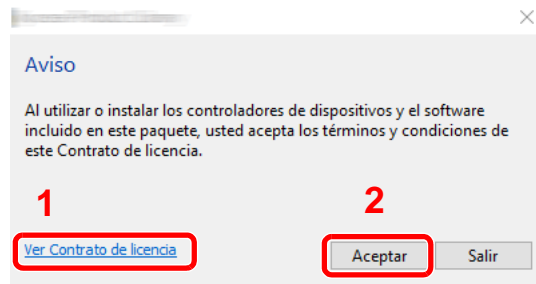 Aviso
Al utilizar o instalar los controladores de dispositivos y el software
incluido en este paquete, usted acepta los términos y condiciones de
este Contrato de licencia.
1
2
Ver Contrato de licencia
Aceptar
Salir